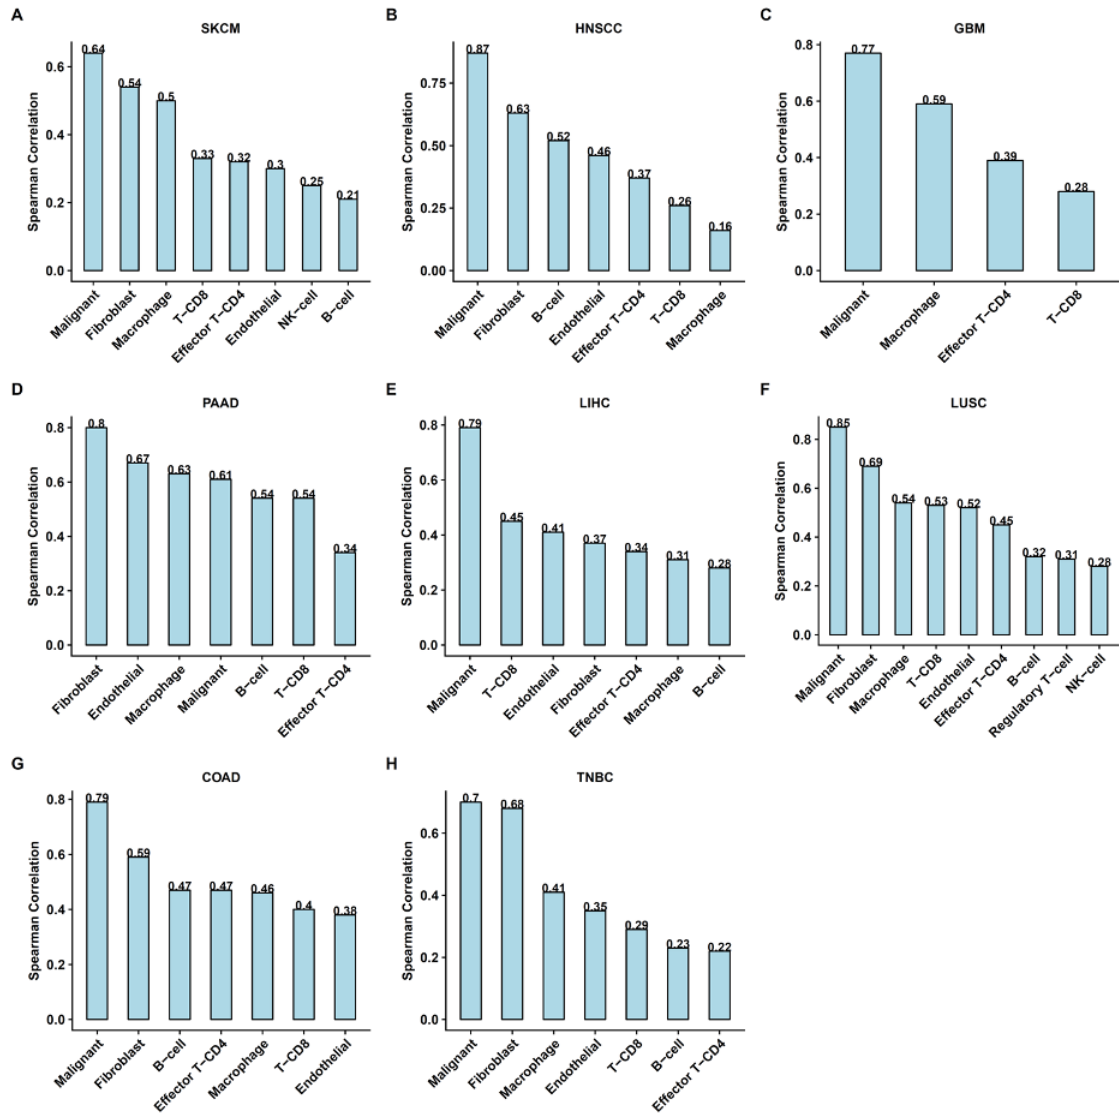 A
SKCM
Spearman Correlation
0.6
0.4
0.2
0.0
0.64
0.54
0.5
0.33
0.32
0.3
0.25
0.21
Malignant
Fibroblast
Macrophage
T−CD8
Effector T−CD4
Endothelial
NK−cell
B−cell
B
HNSCC
Spearman Correlation
0.75
0.50
0.25
0.00
0.87
0.63
0.52
0.46
0.37
0.26
0.16
Malignant
Fibroblast
B−cell
Endothelial
Effector T−CD4
T−CD8
Macrophage
C
GBM
Spearman Correlation
0.8
0.6
0.4
0.2
0.0
0.77
0.59
0.39
0.28
Malignant
Macrophage
Effector T−CD4
T−CD8
D
PAAD
Spearman Correlation
0.8
0.6
0.4
0.2
0.0
0.8
0.67
0.63
0.61
0.54
0.54
0.34
Fibroblast
Endothelial
Macrophage
Malignant
B−cell
T−CD8
Effector T−CD4
E
LIHC
Spearman Correlation
0.8
0.6
0.4
0.2
0.0
0.79
0.45
0.41
0.37
0.34
0.31
0.28
Malignant
T−CD8
Endothelial
Fibroblast
Effector T−CD4
Macrophage
B−cell
F
LUSC
Spearman Correlation
0.8
0.6
0.4
0.2
0.0
0.85
0.69
0.54
0.53
0.52
0.45
0.32
0.31
0.28
Malignant
Fibroblast
Macrophage
T−CD8
Endothelial
Effector T−CD4
B−cell
Regulatory T−cell
NK−cell
G
COAD
Spearman Correlation
0.8
0.6
0.4
0.2
0.0
0.79
0.59
0.47
0.47
0.46
0.4
0.38
Malignant
Fibroblast
B−cell
Effector T−CD4
Macrophage
T−CD8
Endothelial
H
TNBC
Spearman Correlation
0.6
0.4
0.2
0.0
0.7
0.68
0.41
0.35
0.29
0.23
0.22
Malignant
Fibroblast
Macrophage
Endothelial
T−CD8
B−cell
Effector T−CD4